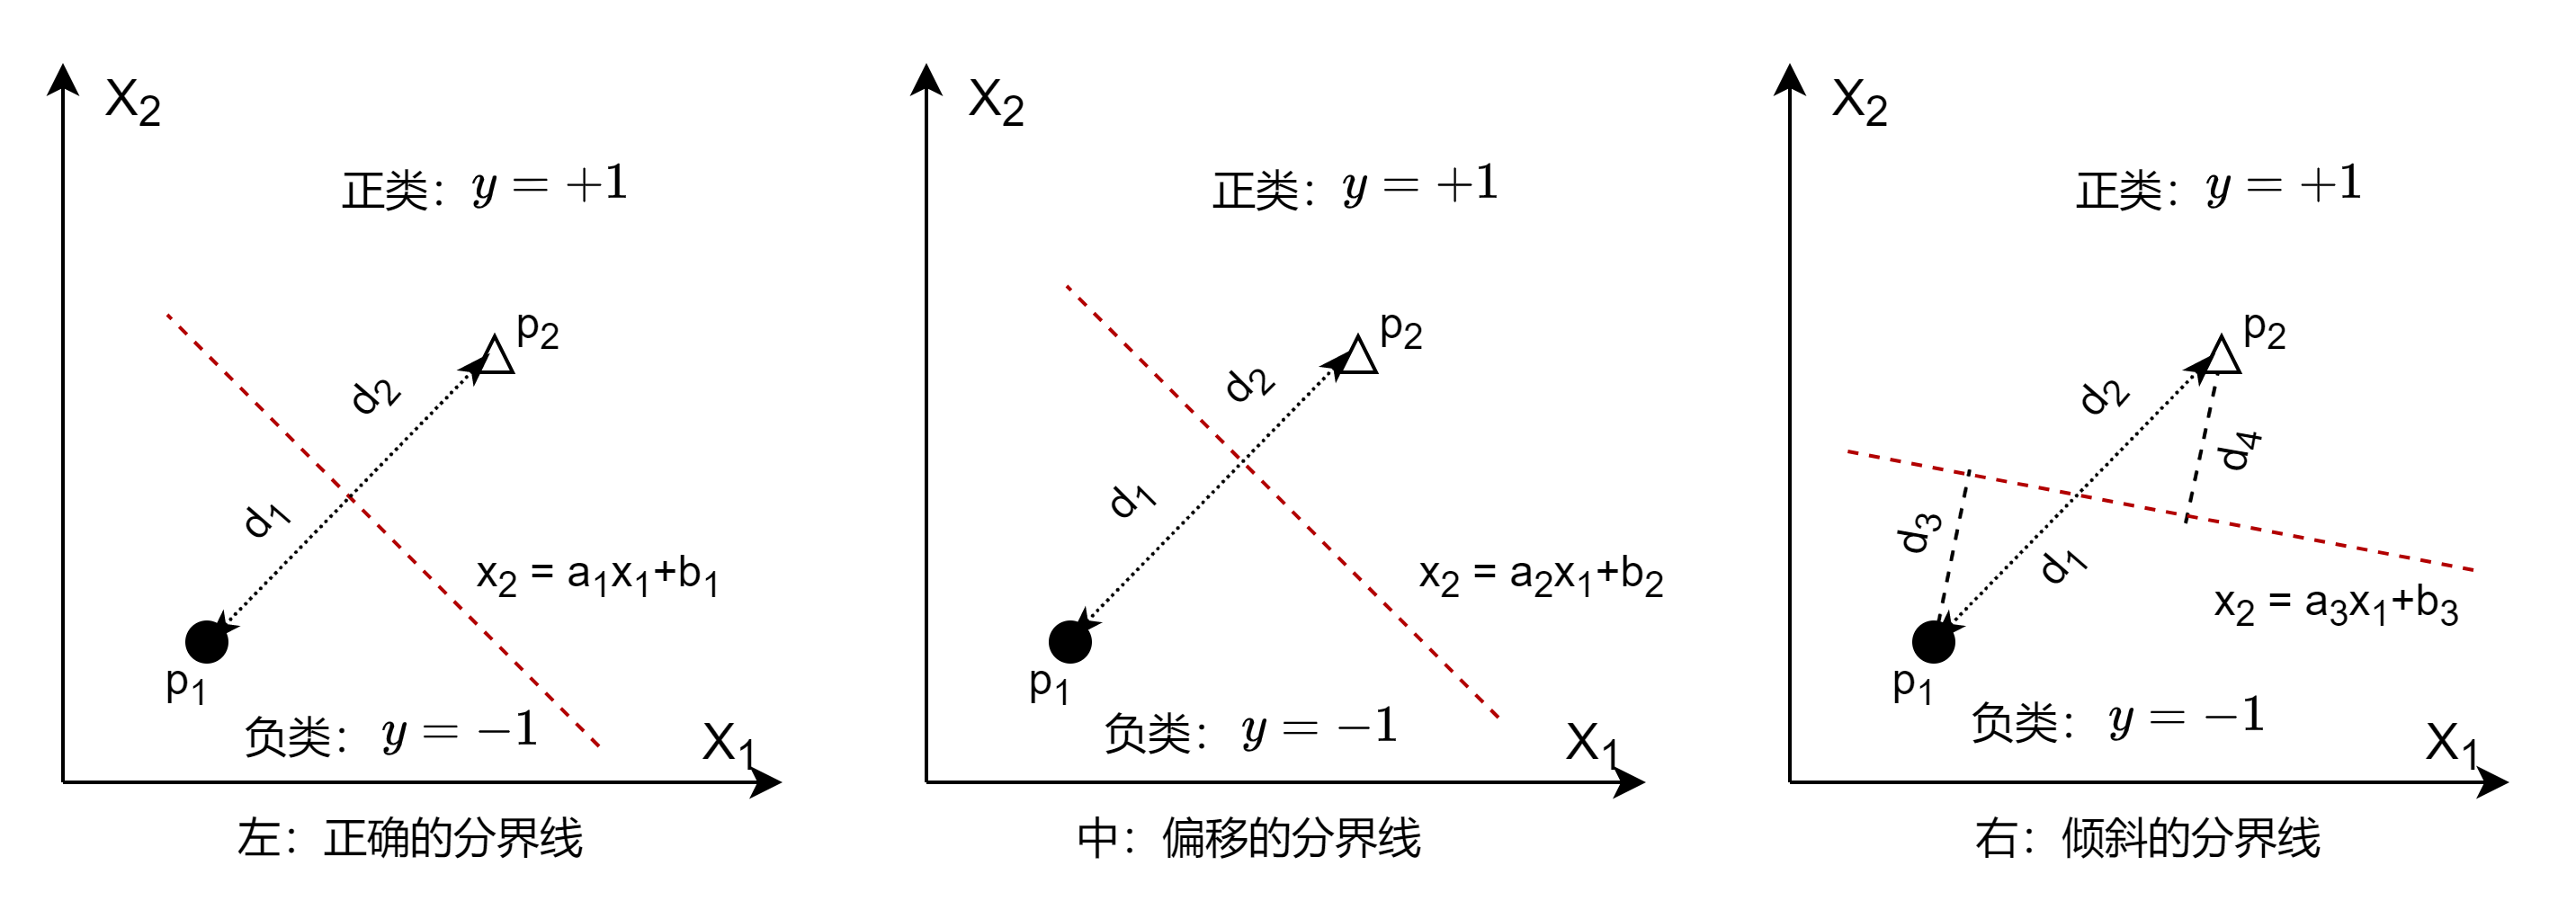 X₂
正类：y = +1
p₂
d₂
d₁
x₂ = a₁x₁+b₁
p₁
负类：y = −1
X₁
左：正确的分界线
X₂
正类：y = +1
p₂
d₂
d₁
x₂ = a₂x₁+b₂
p₁
负类：y = −1
X₁
中：偏移的分界线
X₂
正类：y = +1
p₂
d₂
d₄
d₃
d₁
x₂ = a₃x₁+b₃
p₁
负类：y = −1
X₁
右：倾斜的分界线